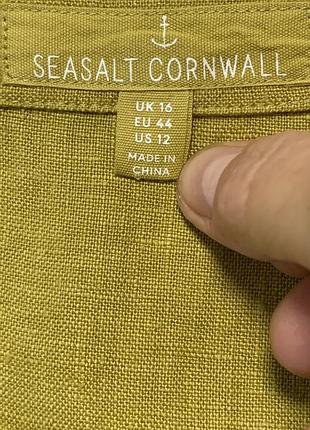 SEASALT CORNWALL
UK 16
EU 44
US 12
MADE IN
CHINA